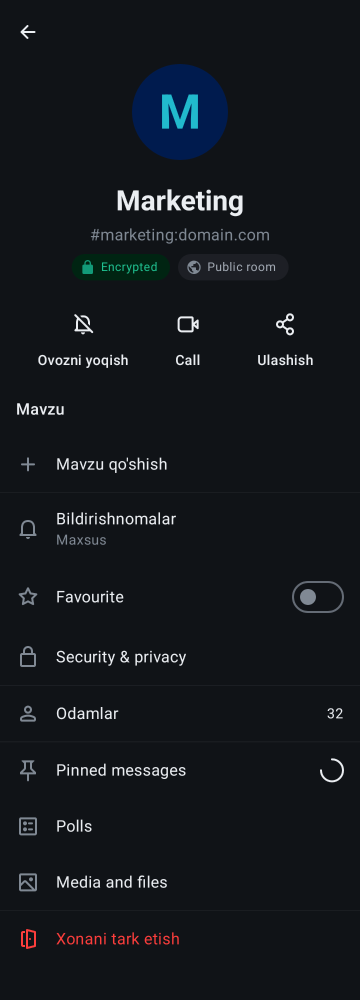 M
Marketing
#marketing:domain.com
Encrypted
Public room
Ovozni yoqish
Call
Ulashish
Mavzu
Mavzu qo'shish
Bildirishnomalar
Maxsus
Favourite
Security & privacy
Odamlar 32
Pinned messages
Polls
Media and files
Xonani tark etish